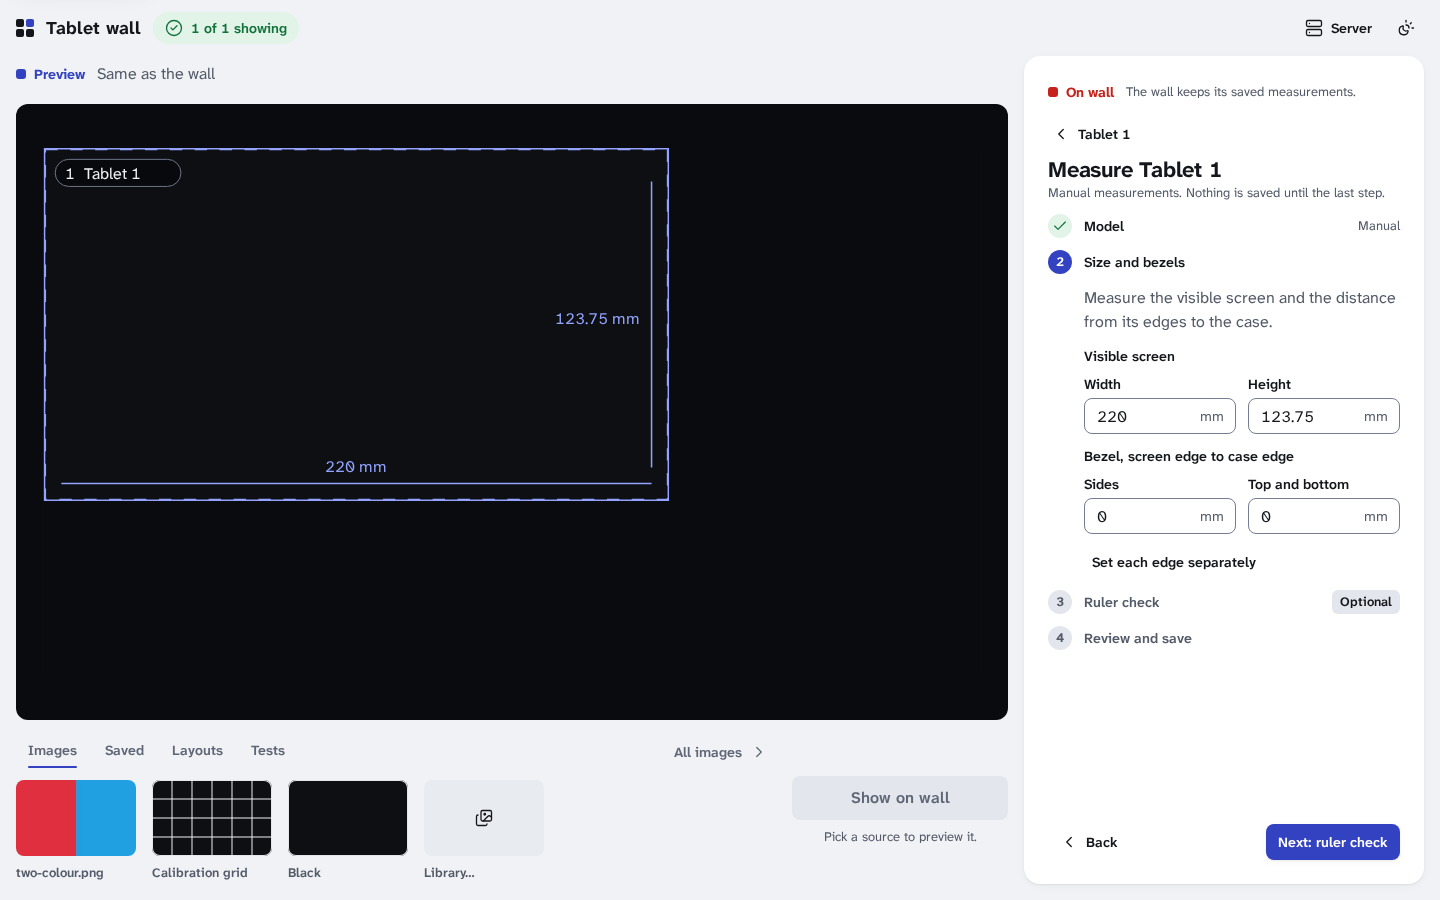 Tablet wall
1 of 1 showing
Server
Preview Same as the wall
1 Tablet 1
123.75 mm
220 mm
Images
Saved
Layouts
Tests
All images
two-colour.png
Calibration grid
Black
Library...
Show on wall
Pick a source to preview it.
On wall The wall keeps its saved measurements.
Tablet 1
Measure Tablet 1
Manual measurements. Nothing is saved until the last step.
Model Manual
2 Size and bezels
Measure the visible screen and the distance
from its edges to the case.
Visible screen
Width Height
220 mm 123.75 mm
Bezel, screen edge to case edge
Sides Top and bottom
0 mm 0 mm
Set each edge separately
3 Ruler check Optional
4 Review and save
Back Next: ruler check